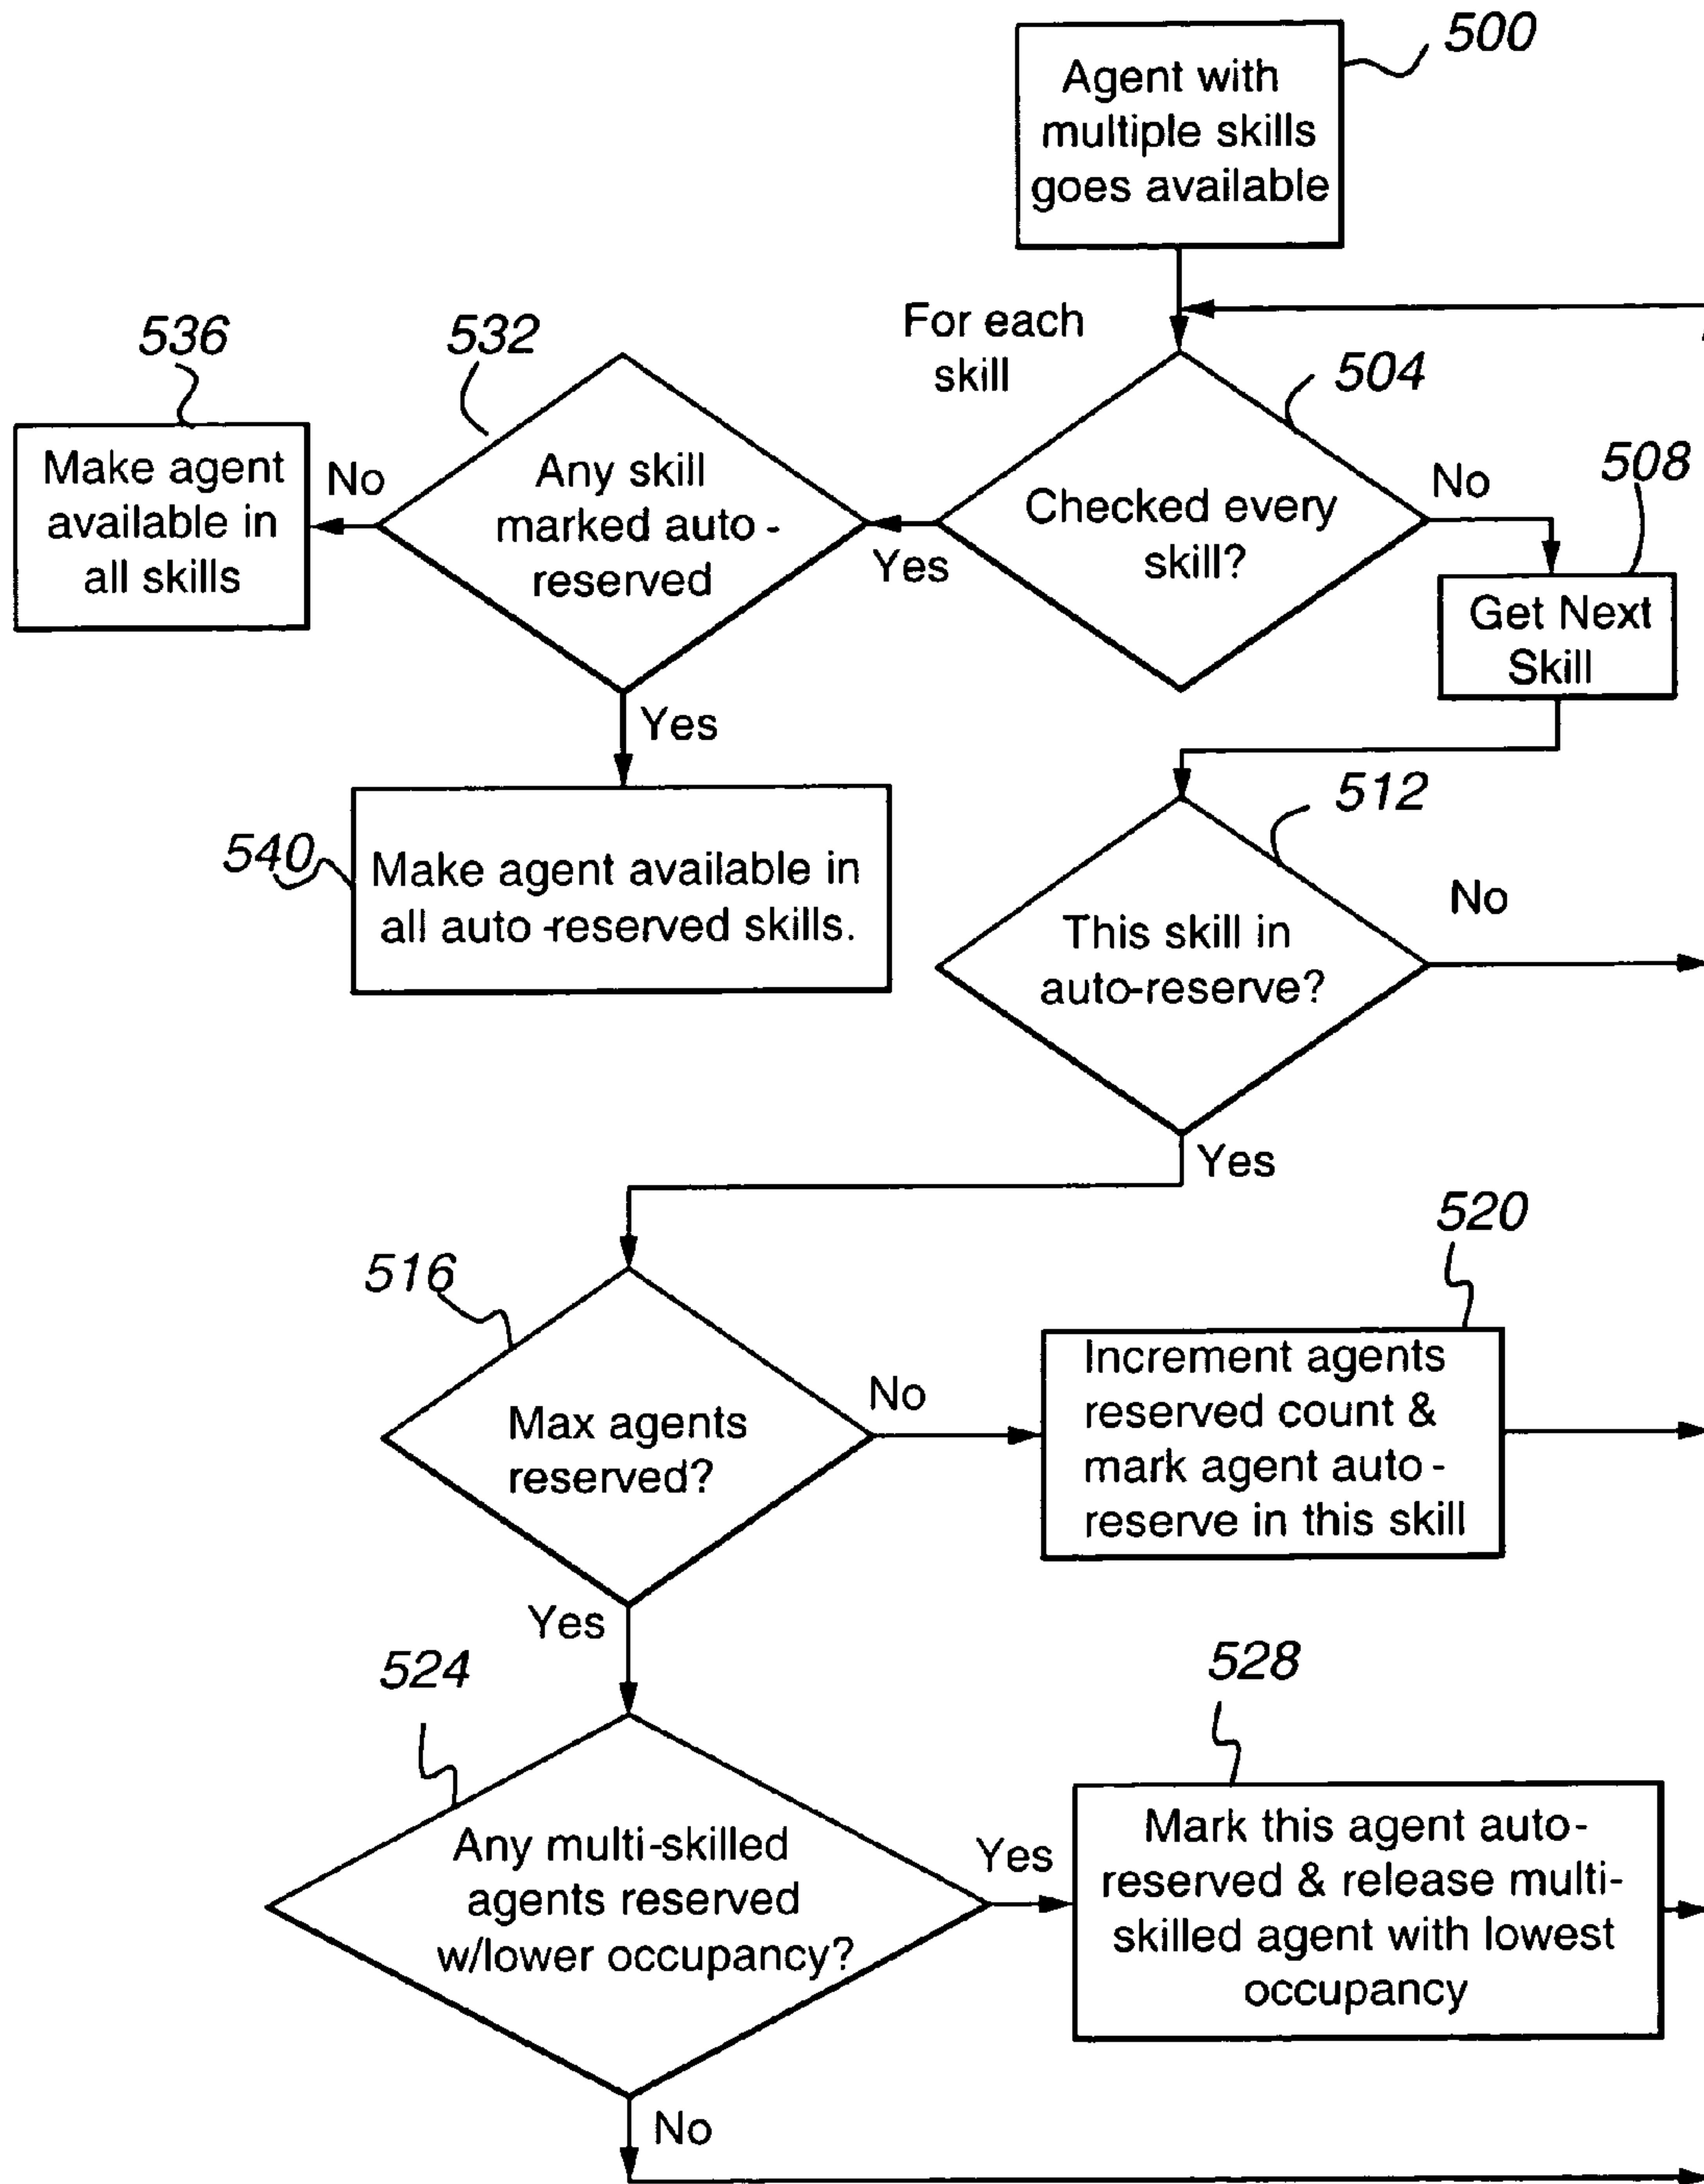 500
Agent with
multiple skills
goes available
For each
skill
536
532
504
508
Make agent
available in
all skills
No
Any skill
marked auto -
reserved
Yes
Checked every
skill?
No
Get Next
Skill
Yes
540
Make agent available in
all auto -reserved skills.
512
This skill in
auto-reserve?
No
Yes
516
Max agents
reserved?
No
520
Increment agents
reserved count &
mark agent auto -
reserve in this skill
Yes
524
Any multi-skilled
agents reserved
w/lower occupancy?
Yes
528
Mark this agent auto-
reserved & release multi-
skilled agent with lowest
occupancy
No